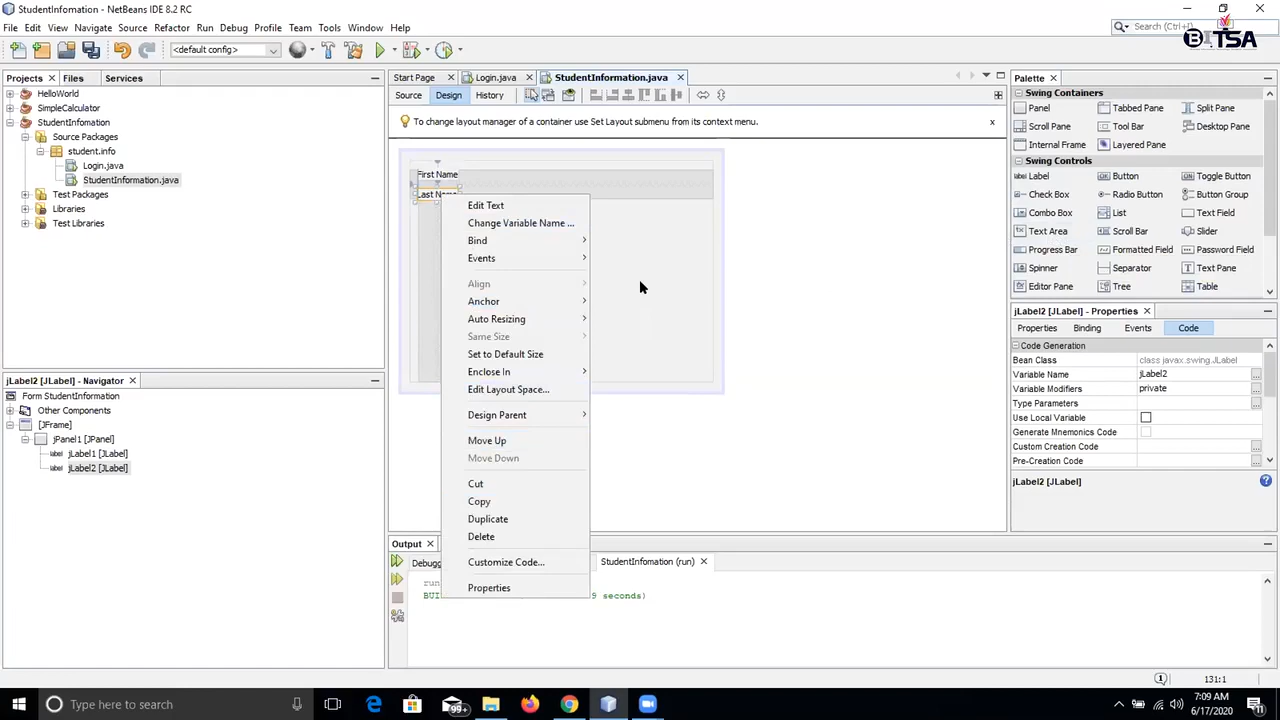 StudentInfomation - NetBeans IDE 8.2 RC
File Edit View Navigate Source Refactor Run Debug Profile Team Tools Window Help
Search (Ctrl+I)
<default config>
TSA
Projects Files Services
Start Page Login.java StudentInformation.java
Palette
HelloWorld
SimpleCalculator
StudentInfomation
Source Packages
student.info
Login.java
StudentInformation.java
Test Packages
Libraries
Test Libraries
Source Design History
To change layout manager of a container use Set Layout submenu from its context menu. x
First Name
Last Name
Edit Text
Change Variable Name ...
Bind
Events
Align
Anchor
Auto Resizing
Same Size
Set to Default Size
Enclose In
Edit Layout Space...
Design Parent
Move Up
Move Down
Cut
Copy
Duplicate
Delete
Customize Code...
Properties
Swing Containers
Panel Tabbed Pane Split Pane
Scroll Pane Tool Bar Desktop Pane
Internal Frame Layered Pane
Swing Controls
Label Button Toggle Button
Check Box Radio Button Button Group
Combo Box List Text Field
Text Area Scroll Bar Slider
Progress Bar Formatted Field Password Field
Spinner Separator Text Pane
Editor Pane Tree Table
jLabel2 [JLabel] - Properties
Properties Binding Events Code
Code Generation
Bean Class class javax.swing.JLabel
Variable Name jLabel2
Variable Modifiers private
Type Parameters
Use Local Variable
Generate Mnemonics Code
Custom Creation Code
Pre-Creation Code
jLabel2 [JLabel]
jLabel2 [JLabel] - Navigator
Form StudentInformation
Other Components
[JFrame]
jPanel1 [JPanel]
jLabel1 [JLabel]
jLabel2 [JLabel]
Output
Debug
StudentInfomation (run)
run
BUI
9 seconds)
131:1
Type here to search
99+
7:09 AM
6/17/2020
11